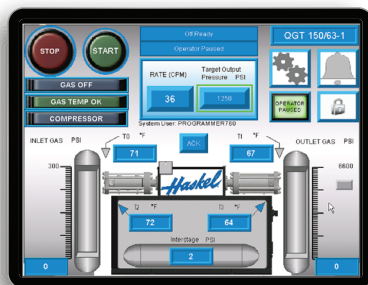 Off/Ready
Operator Paused
QGT 150/63-1
STOP
START
RATE (CPM)
Target Output
Pressure PSI
36
1256
GAS OFF
GAS TEMP OK
COMPRESSOR
OPERATOR
PAUSED
System User: PROGRAMMER760
INLET GAS PSI
T0 °F
ACK
T1 °F
OUTLET GAS PSI
71
67
300
6600
Haskel
T2 °F
T3 °F
72
64
Interstage PSI
2
0
0